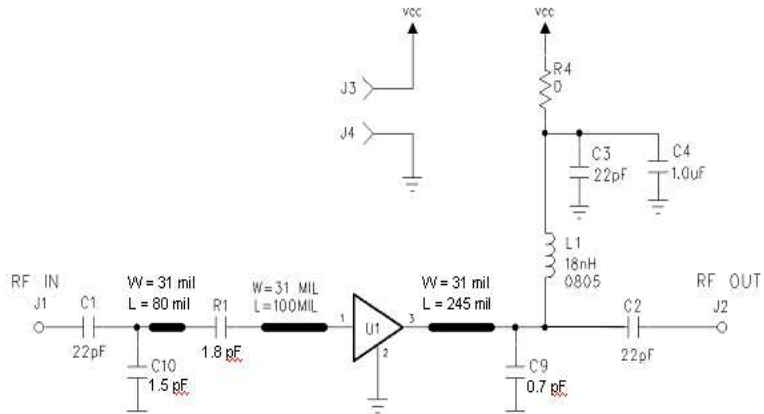 vcc
vcc
R4
0
J3
J4
C3
22pF
C4
1.0uF
L1
18nH
0805
RF IN
J1
C1
22pF
W = 31 mil
L = 80 mil
R1
1.8 pF
W=31 MIL
L=100MIL
1
U1
3
2
W = 31 mil
L = 245 mil
RF OUT
C2
22pF
J2
C10
1.5 pF
C9
0.7 pF